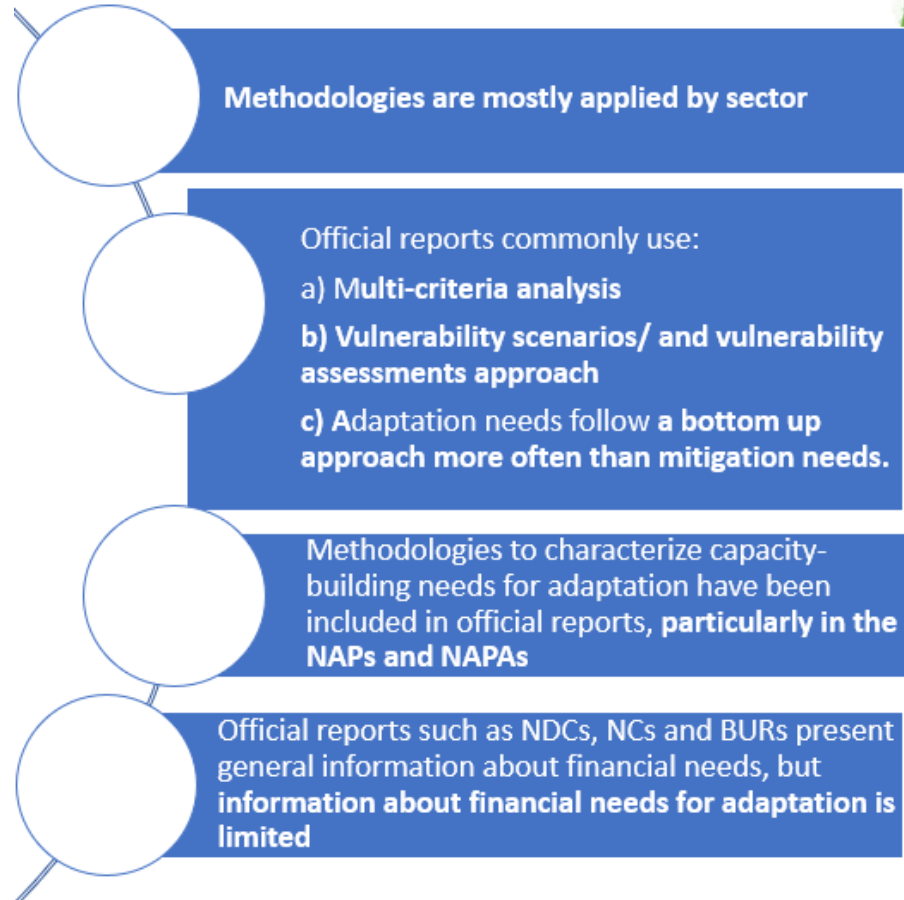 Methodologies are mostly applied by sector
Official reports commonly use:
a) Multi-criteria analysis
b) Vulnerability scenarios/ and vulnerability
assessments approach
c) Adaptation needs follow a bottom up
approach more often than mitigation needs.
Methodologies to characterize capacity-
building needs for adaptation have been
included in official reports, particularly in the
NAPs and NAPAs
Official reports such as NDCs, NCs and BURs present
general information about financial needs, but
information about financial needs for adaptation is
limited